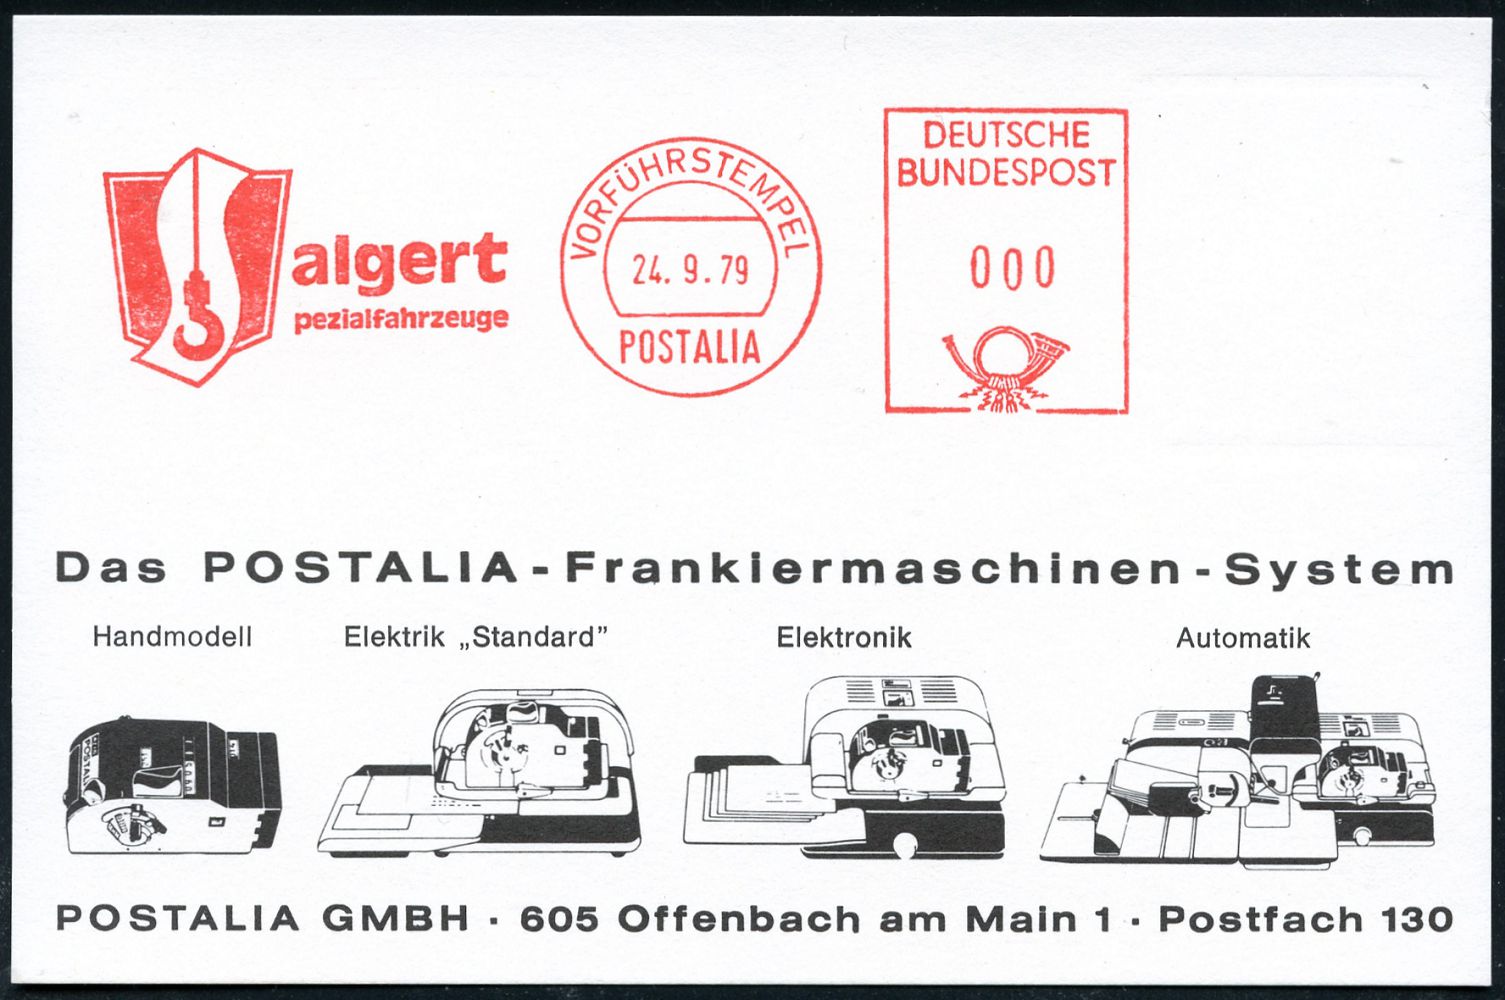 algert
pezialfahrzeuge
VORFÜHRSTEMPEL
24. 9. 79
POSTALIA
DEUTSCHE
BUNDESPOST
000
Das POSTALIA-Frankiermaschinen-System
Handmodell
Elektrik „Standard”
Elektronik
Automatik
POSTALIA GMBH · 605 Offenbach am Main 1 · Postfach 130